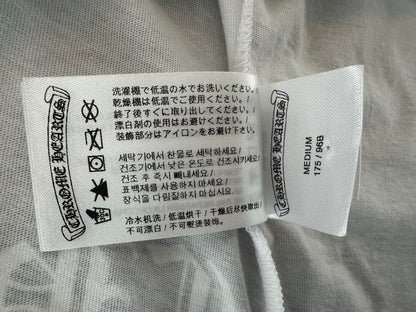 CHROME HEARTS
洗濯機で低温の水でお洗いください。/
乾燥機は低温でご使用ください。/
終了後すぐに取り出してください。/
漂白剤の使用はお避けください。/
装飾部分はアイロンをお避けください。/
세탁기에서 찬물로 세탁하세요/
건조기에서 낮은 온도로 건조시키세요/
건조 후 즉시 빼내세요/
표백제를 사용하지 마세요/
장식을 다림질하지 마십시오/
冷水机洗/低温烘干/干燥后尽快取出/
不可漂白/不可熨烫装饰。
CHROME HEARTS
MEDIUM
175 / 96B